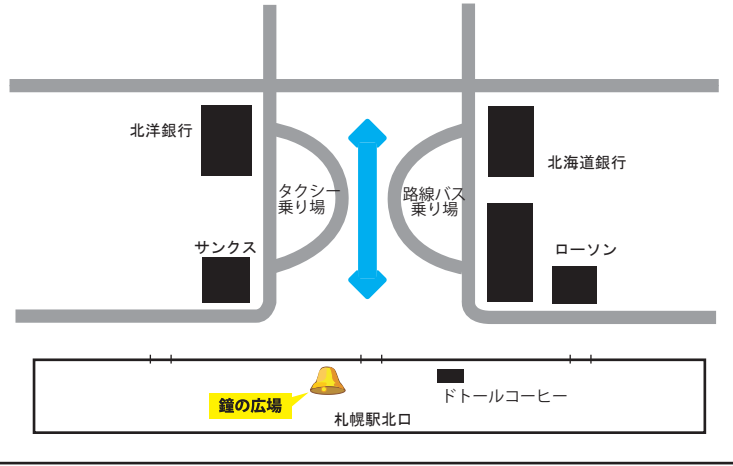 北洋銀行
北海道銀行
タクシー
乗り場
路線バス
乗り場
サンクス
ローソン
ドトールコーヒー
鐘の広場
札幌駅北口